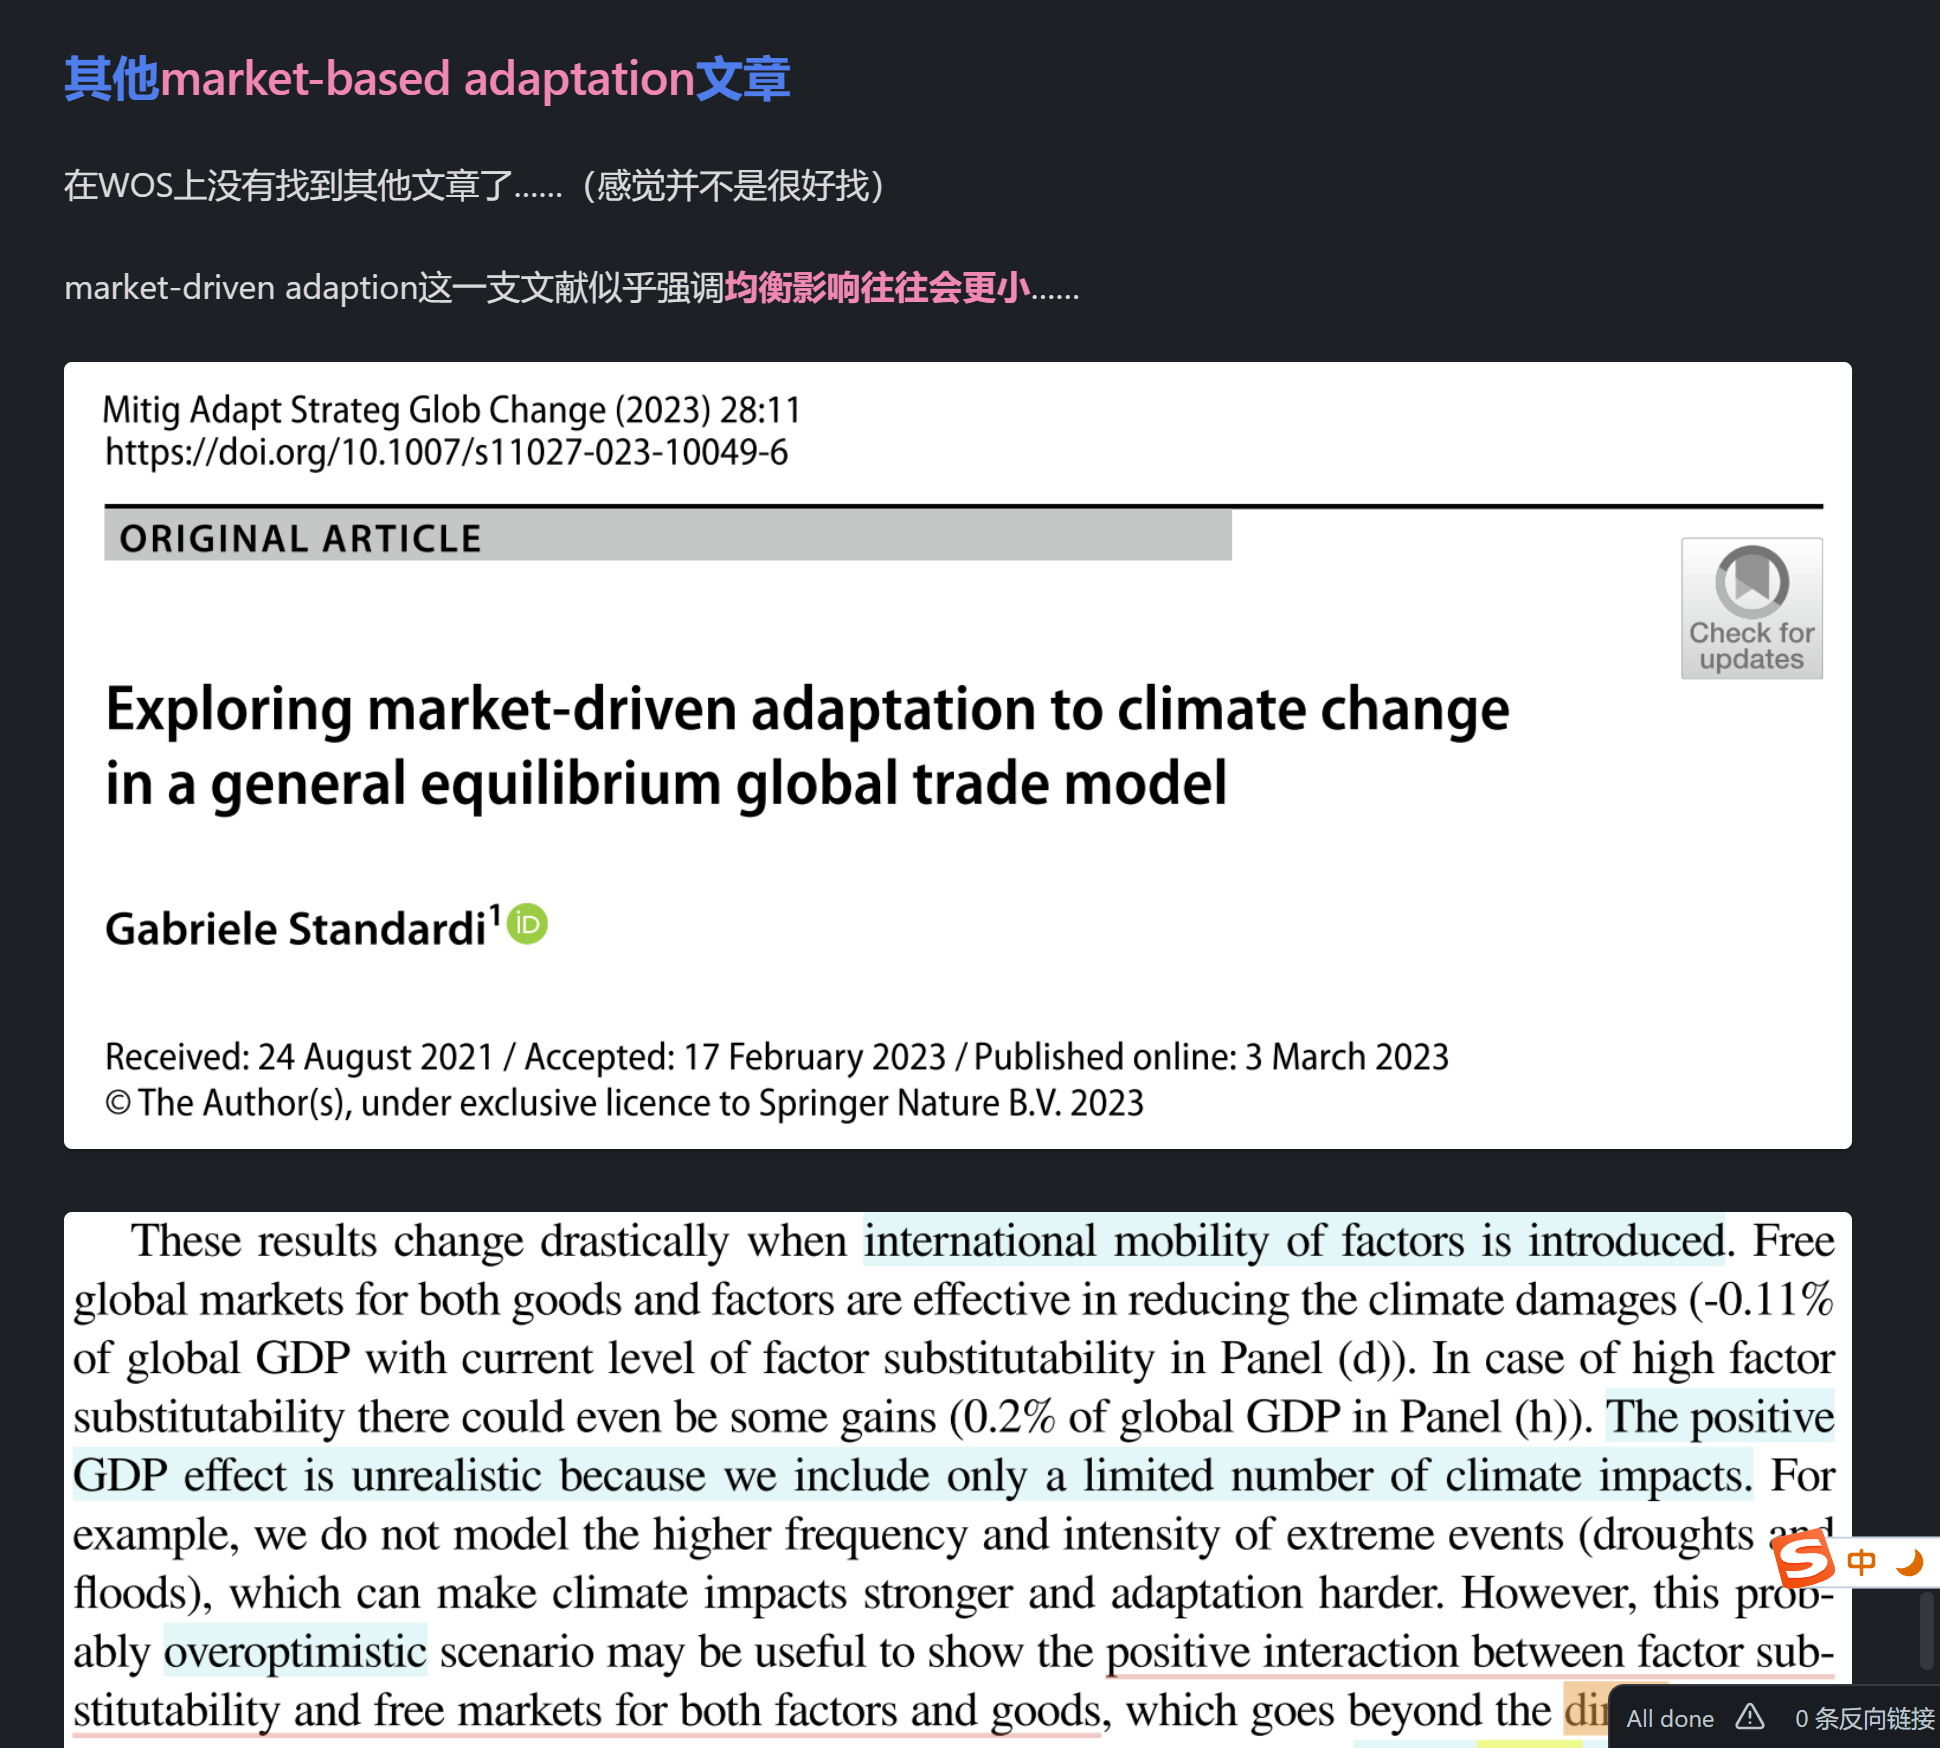 其他market-based adaptation文章
在WOS上没有找到其他文章了......（感觉并不是很好找）
market-driven adaption这一支文献似乎强调均衡影响往往会更小......
Mitig Adapt Strateg Glob Change (2023) 28:11
https://doi.org/10.1007/s11027-023-10049-6
ORIGINAL ARTICLE
Check for
updates
Exploring market-driven adaptation to climate change
in a general equilibrium global trade model
Gabriele Standardi1 iD
Received: 24 August 2021 / Accepted: 17 February 2023 / Published online: 3 March 2023
© The Author(s), under exclusive licence to Springer Nature B.V. 2023
These results change drastically when international mobility of factors is introduced. Free
global markets for both goods and factors are effective in reducing the climate damages (-0.11%
of global GDP with current level of factor substitutability in Panel (d)). In case of high factor
substitutability there could even be some gains (0.2% of global GDP in Panel (h)). The positive
GDP effect is unrealistic because we include only a limited number of climate impacts. For
example, we do not model the higher frequency and intensity of extreme events (droughts and
floods), which can make climate impacts stronger and adaptation harder. However, this prob-
ably overoptimistic scenario may be useful to show the positive interaction between factor sub-
stitutability and free markets for both factors and goods, which goes beyond the
中
All done
0 条反向链接